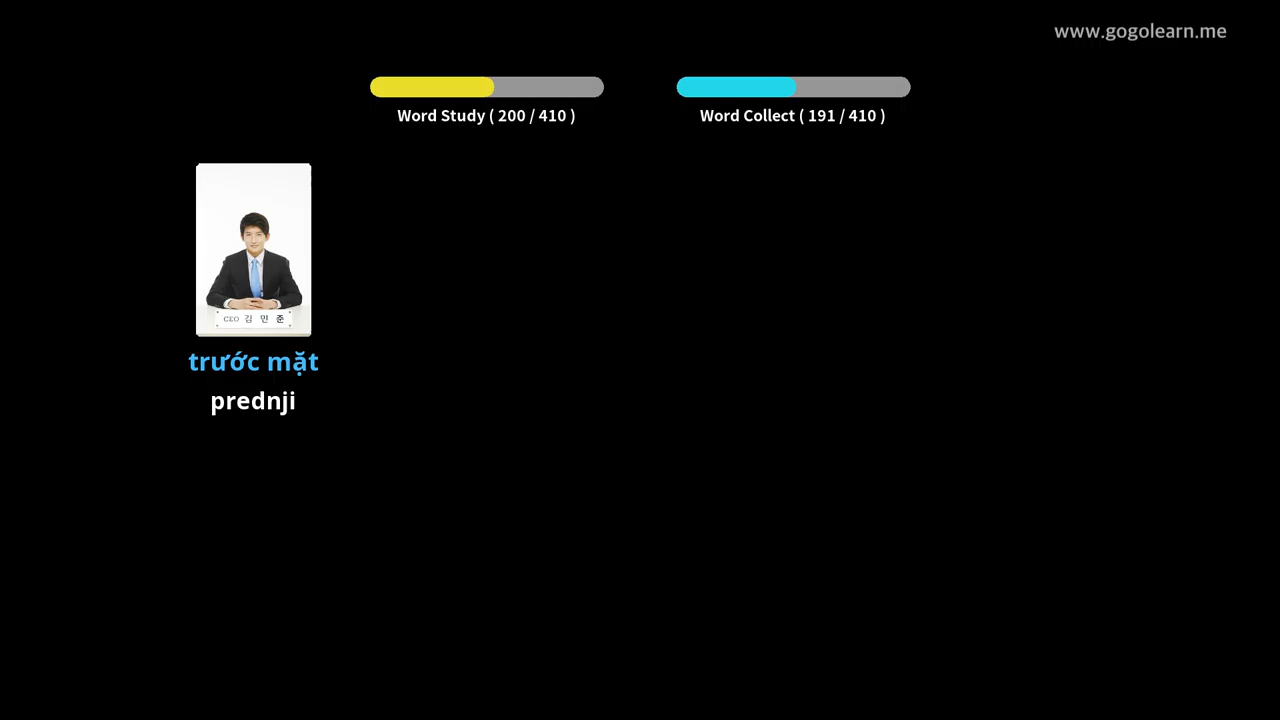 www.gogolearn.me
Word Study ( 200 / 410 )
Word Collect ( 191 / 410 )
CEO 김 민 준
trước mặt
prednji